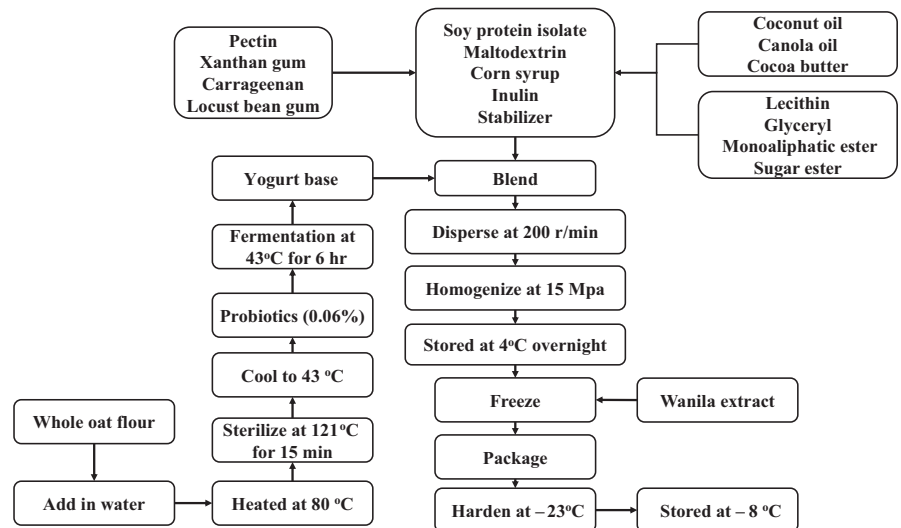 Pectin
Xanthan gum
Carrageenan
Locust bean gum
Soy protein isolate
Maltodextrin
Corn syrup
Inulin
Stabilizer
Coconut oil
Canola oil
Cocoa butter
Lecithin
Glyceryl
Monoaliphatic ester
Sugar ester
Yogurt base
Blend
Fermentation at
43°C for 6 hr
Disperse at 200 r/min
Probiotics (0.06%)
Homogenize at 15 Mpa
Cool to 43 °C
Stored at 4°C overnight
Whole oat flour
Sterilize at 121°C
for 15 min
Freeze
Wanila extract
Package
Add in water
Heated at 80 °C
Harden at –23°C
Stored at – 8 °C